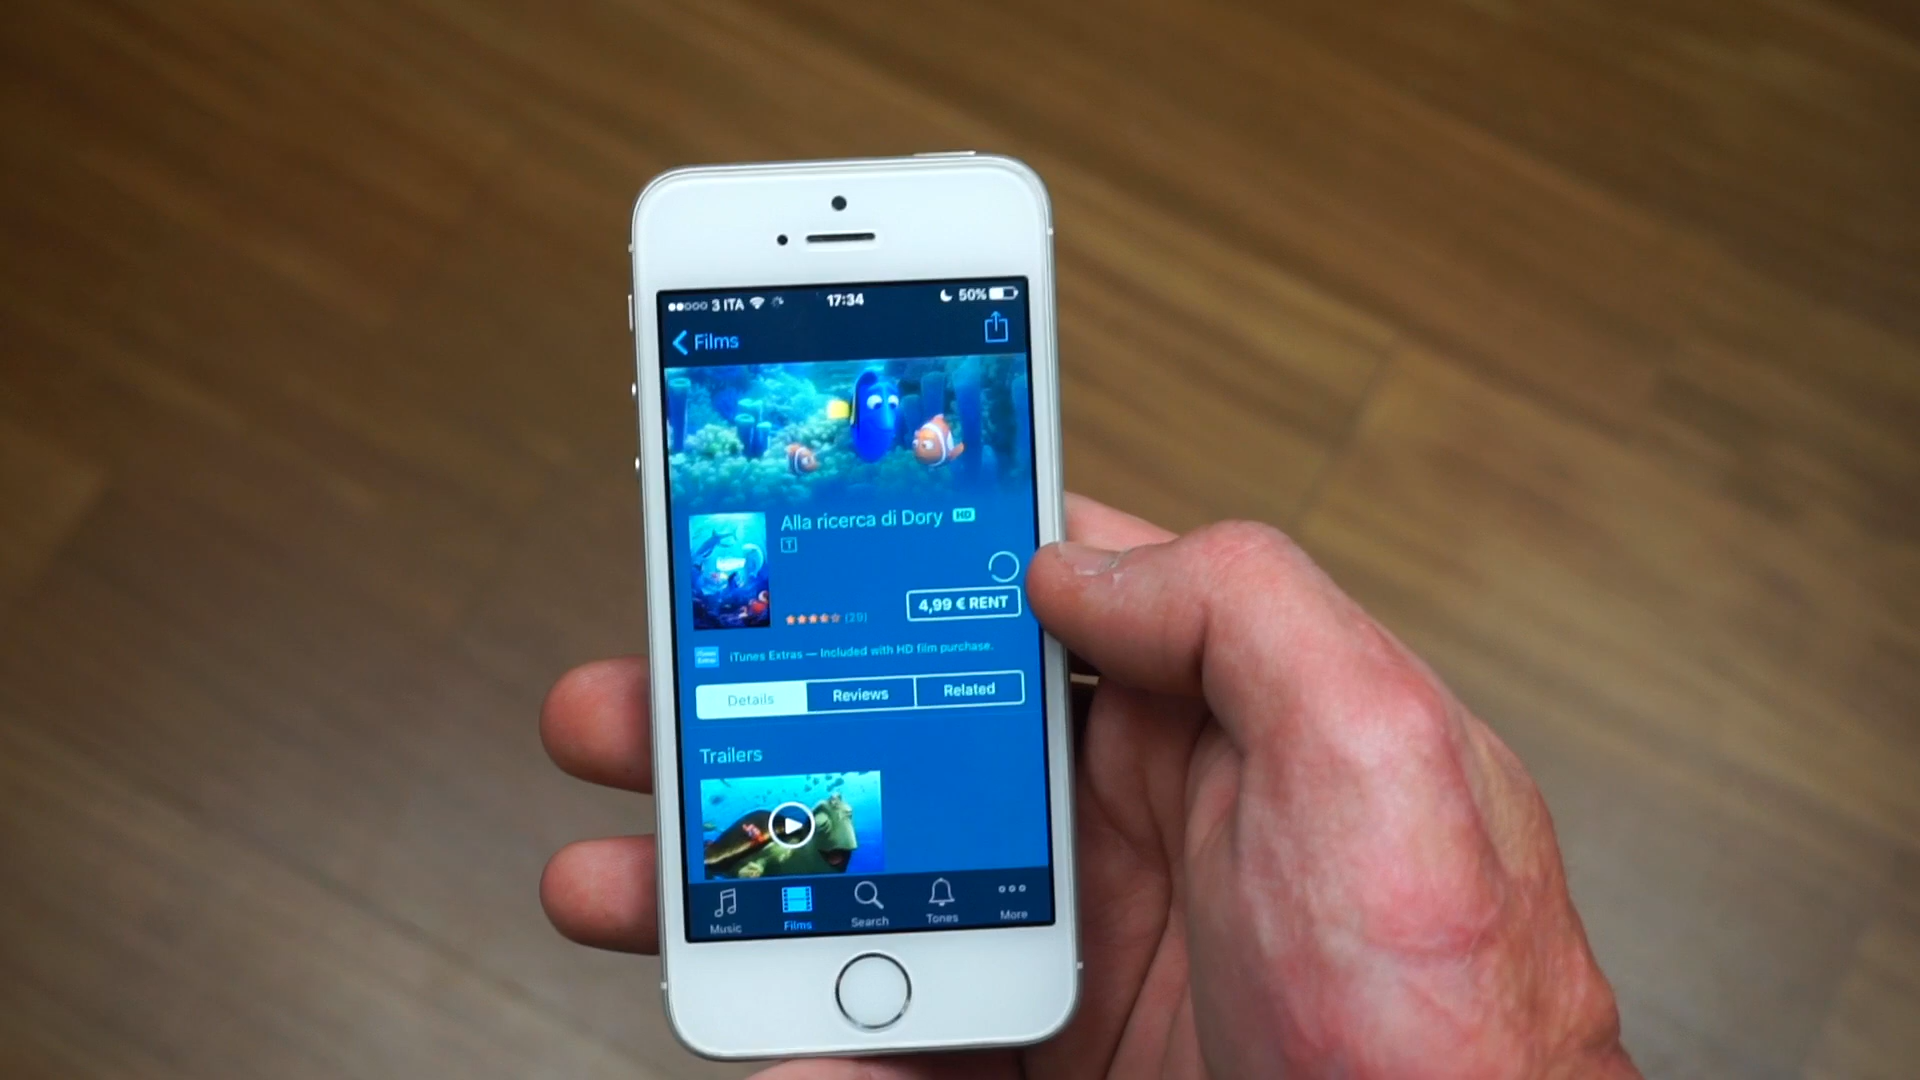 3 ITA 17:34 50%
Films
Alla ricerca di Dory HD
T
4,99 € RENT
(39)
iTunes Extras — Included with HD film purchase.
Details Reviews Related
Trailers
Music Films Search Tones More